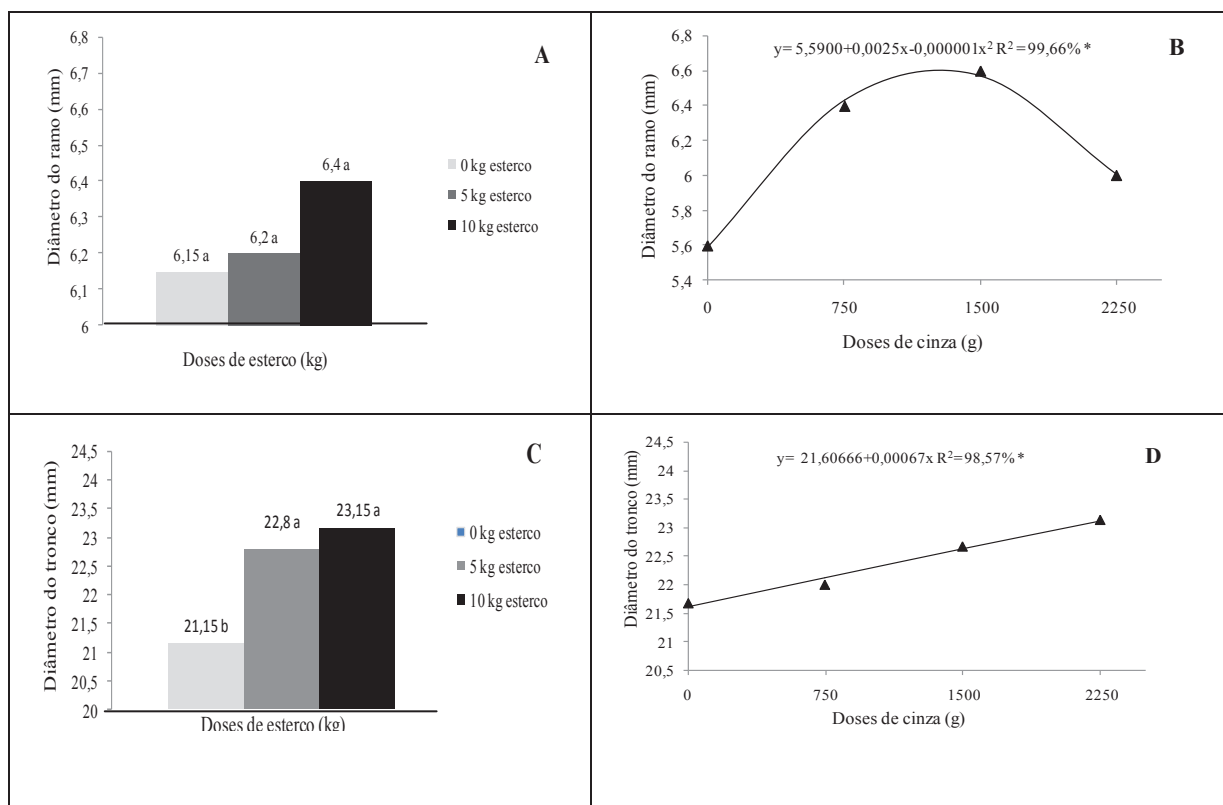 A
Diâmetro do ramo (mm)
6,8
6,7
6,6
6,5
6,4
6,3
6,2
6,1
6
6,15 a
6,2 a
6,4 a
0 kg esterco
5 kg esterco
10 kg esterco
Doses de esterco (kg)
B
y= 5,5900+0,0025x-0,000001x² R²=99,66%*
Diâmetro do ramo (mm)
6,8
6,6
6,4
6,2
6
5,8
5,6
5,4
0
750
1500
2250
Doses de cinza (g)
C
Diâmetro do tronco (mm)
24,5
24
23,5
23
22,5
22
21,5
21
20,5
20
21,15 b
22,8 a
23,15 a
0 kg esterco
5 kg esterco
10 kg esterco
Doses de esterco (kg)
D
y= 21,60666+0,00067x R²=98,57%*
Diâmetro do tronco (mm)
24,5
24
23,5
23
22,5
22
21,5
21
20,5
0
750
1500
2250
Doses de cinza (g)